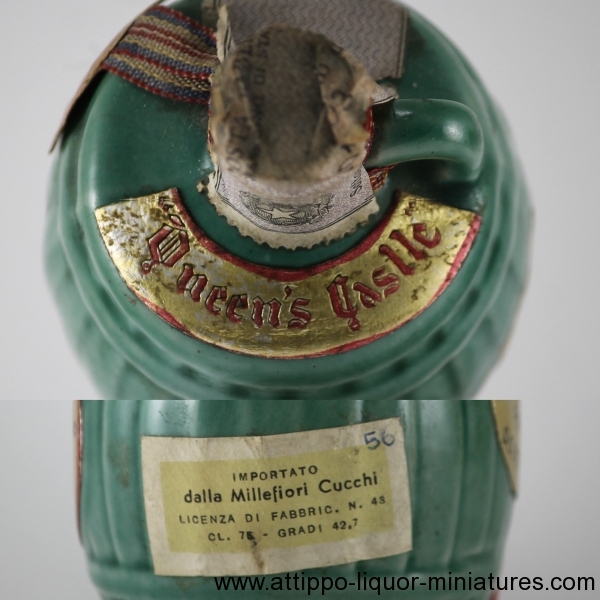 Queen's Castle
56
IMPORTATO
dalla Millefiori Cucchi
LICENZA DI FABBRIC. N. 43
CL. 75 - GRADI 42,7
www.attippo-liquor-miniatures.com